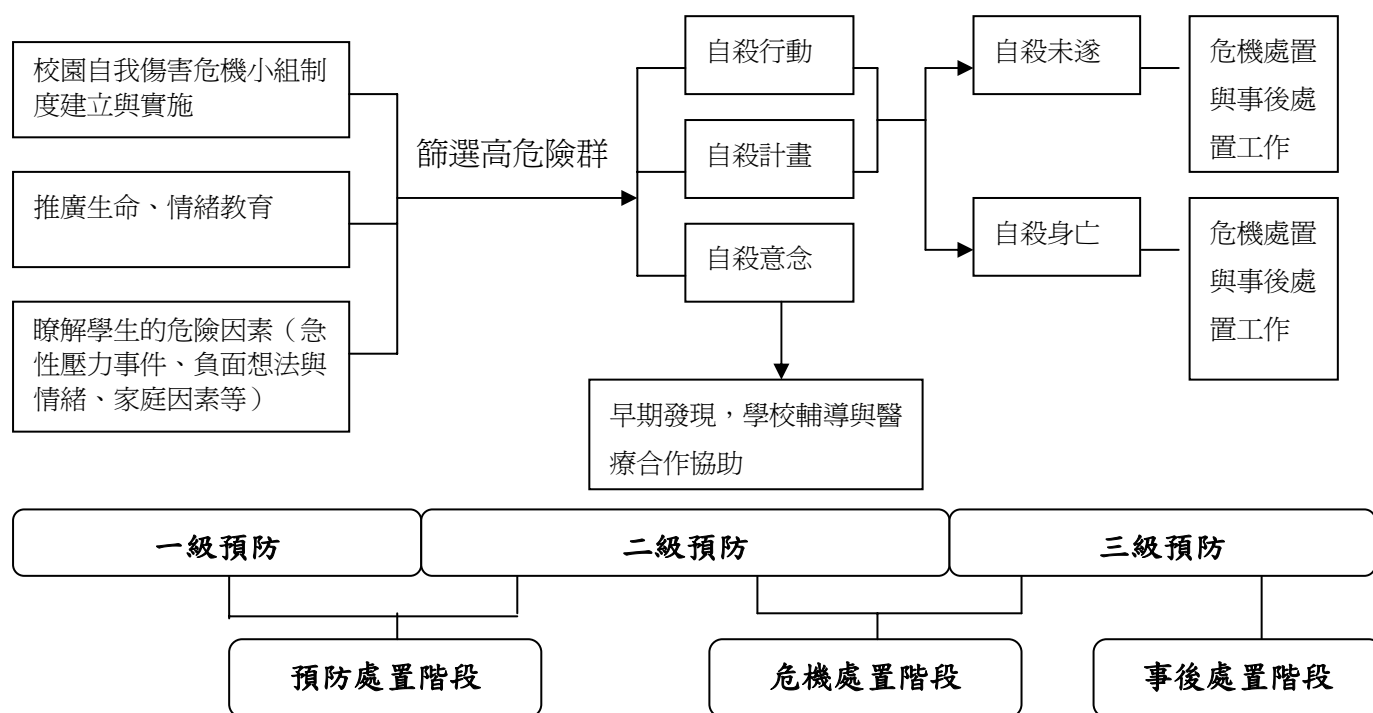 校園自我傷害危機小組制
度建立與實施
推廣生命、情緒教育
瞭解學生的危險因素（急
性壓力事件、負面想法與
情緒、家庭因素等）
篩選高危險群
自殺行動
自殺計畫
自殺意念
早期發現，學校輔導與醫
療合作協助
自殺未遂
危機處置
與事後處
置工作
自殺身亡
危機處置
與事後處
置工作
一級預防
二級預防
三級預防
預防處置階段
危機處置階段
事後處置階段